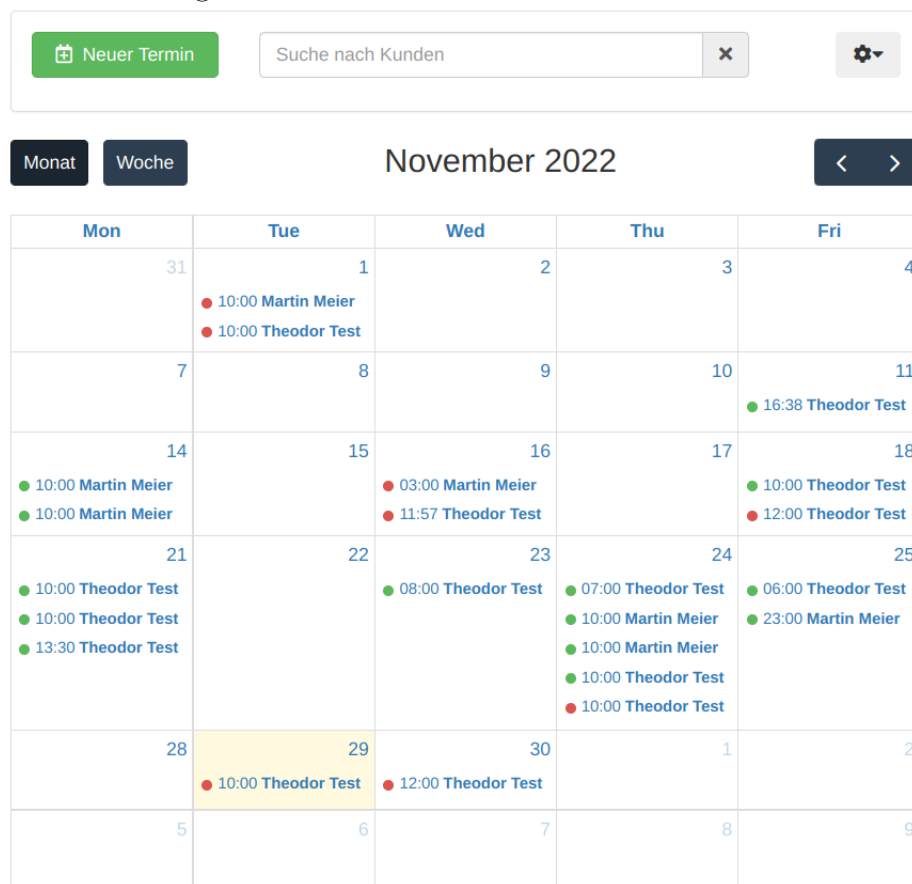 Neuer Termin Suche nach Kunden
Monat Woche November 2022
Mon Tue Wed Thu Fri
31 1 2 3 4
10:00 Martin Meier
10:00 Theodor Test
7 8 9 10 11
16:38 Theodor Test
14 15 16 17 18
10:00 Martin Meier 03:00 Martin Meier 10:00 Theodor Test
10:00 Martin Meier 11:57 Theodor Test 12:00 Theodor Test
21 22 23 24 25
10:00 Theodor Test 08:00 Theodor Test 07:00 Theodor Test 06:00 Theodor Test
10:00 Theodor Test 10:00 Martin Meier 23:00 Martin Meier
13:30 Theodor Test 10:00 Martin Meier
10:00 Theodor Test
10:00 Theodor Test
28 29 30 1 2
10:00 Theodor Test 12:00 Theodor Test
5 6 7 8 9